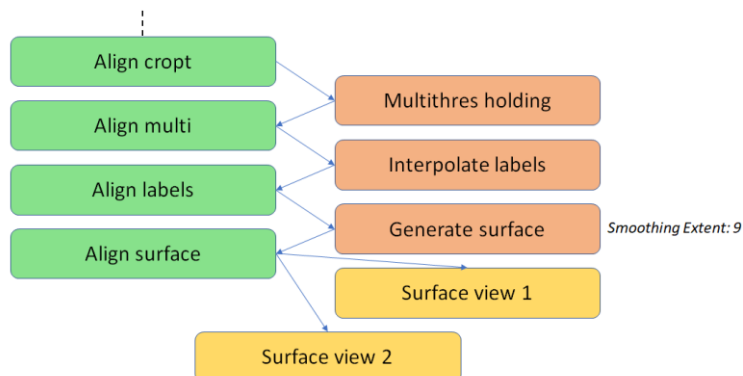 Align cropt
Multithres holding
Align multi
Interpolate labels
Align labels
Generate surface
Smoothing Extent: 9
Align surface
Surface view 1
Surface view 2